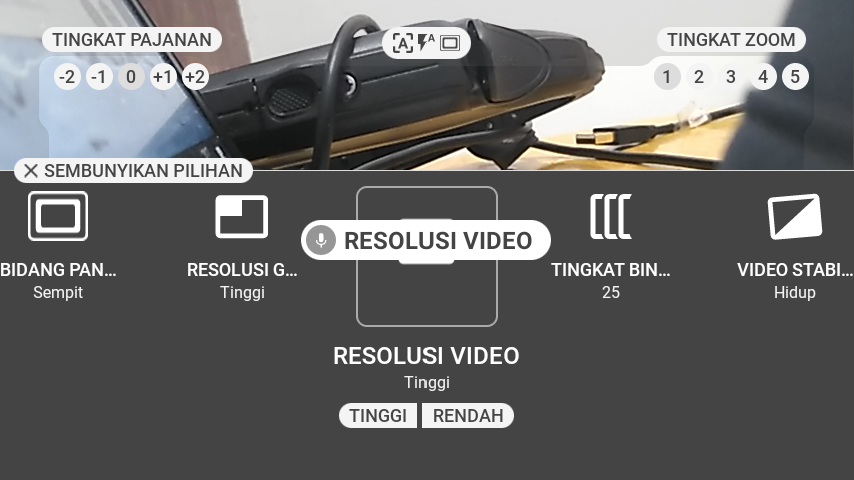 TINGKAT PAJANAN
TINGKAT ZOOM
-2 -1 0 +1 +2
1 2 3 4 5
SEMBUNYIKAN PILIHAN
RESOLUSI VIDEO
BIDANG PAN...
RESOLUSI G...
TINGKAT BIN...
VIDEO STABI...
Sempit
Tinggi
25
Hidup
RESOLUSI VIDEO
Tinggi
TINGGI
RENDAH